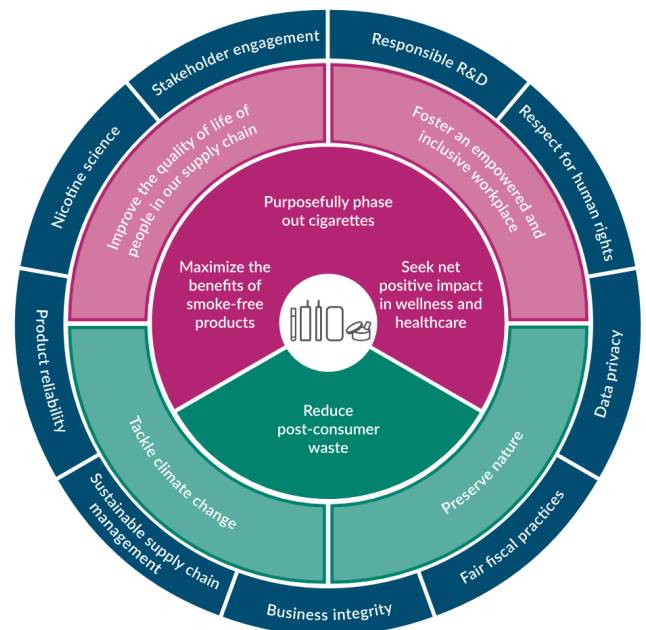 Stakeholder engagement
Responsible R&D
Respect for human rights
Data privacy
Fair fiscal practices
Business integrity
Sustainable supply chain
management
Product reliability
Nicotine science
Improve the quality of life of
people in our supply chain
Foster an empowered and
inclusive workplace
Preserve nature
Tackle climate change
Purposefully phase
out cigarettes
Maximize the
benefits of
smoke-free
products
Seek net
positive impact
in wellness and
healthcare
Reduce
post-consumer
waste